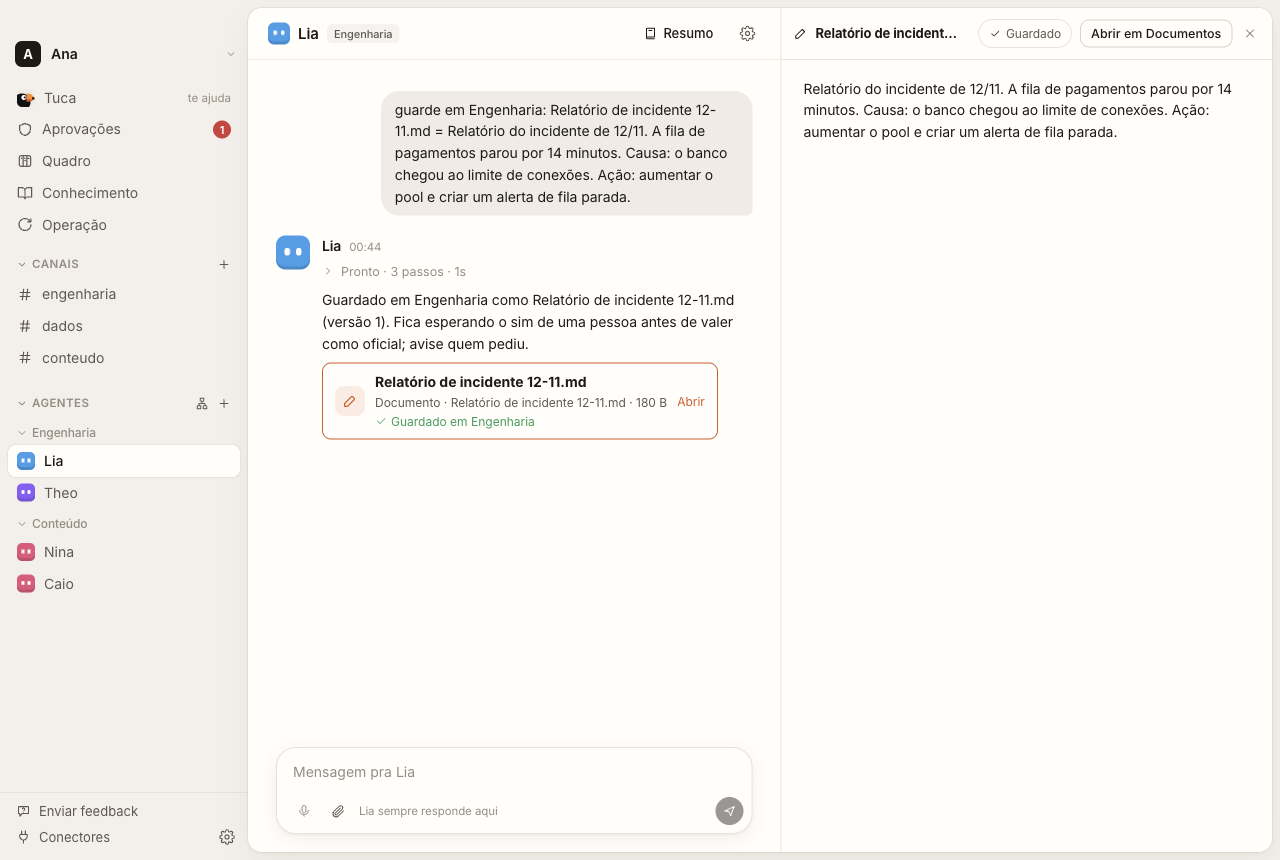 A
Ana
Tuca
te ajuda
Aprovações
1
Quadro
Conhecimento
Operação
CANAIS
engenharia
dados
conteudo
AGENTES
Engenharia
Lia
Theo
Conteúdo
Nina
Caio
Enviar feedback
Conectores
Lia
Engenharia
Resumo
guarde em Engenharia: Relatório de incidente 12-
11.md = Relatório do incidente de 12/11. A fila de
pagamentos parou por 14 minutos. Causa: o banco
chegou ao limite de conexões. Ação: aumentar o
pool e criar um alerta de fila parada.
Lia 00:44
Pronto · 3 passos · 1s
Guardado em Engenharia como Relatório de incidente 12-11.md
(versão 1). Fica esperando o sim de uma pessoa antes de valer
como oficial; avise quem pediu.
Relatório de incidente 12-11.md
Documento · Relatório de incidente 12-11.md · 180 B
Abrir
Guardado em Engenharia
Mensagem pra Lia
Lia sempre responde aqui
Relatório de incident...
Guardado
Abrir em Documentos
Relatório do incidente de 12/11. A fila de pagamentos parou por 14
minutos. Causa: o banco chegou ao limite de conexões. Ação:
aumentar o pool e criar um alerta de fila parada.